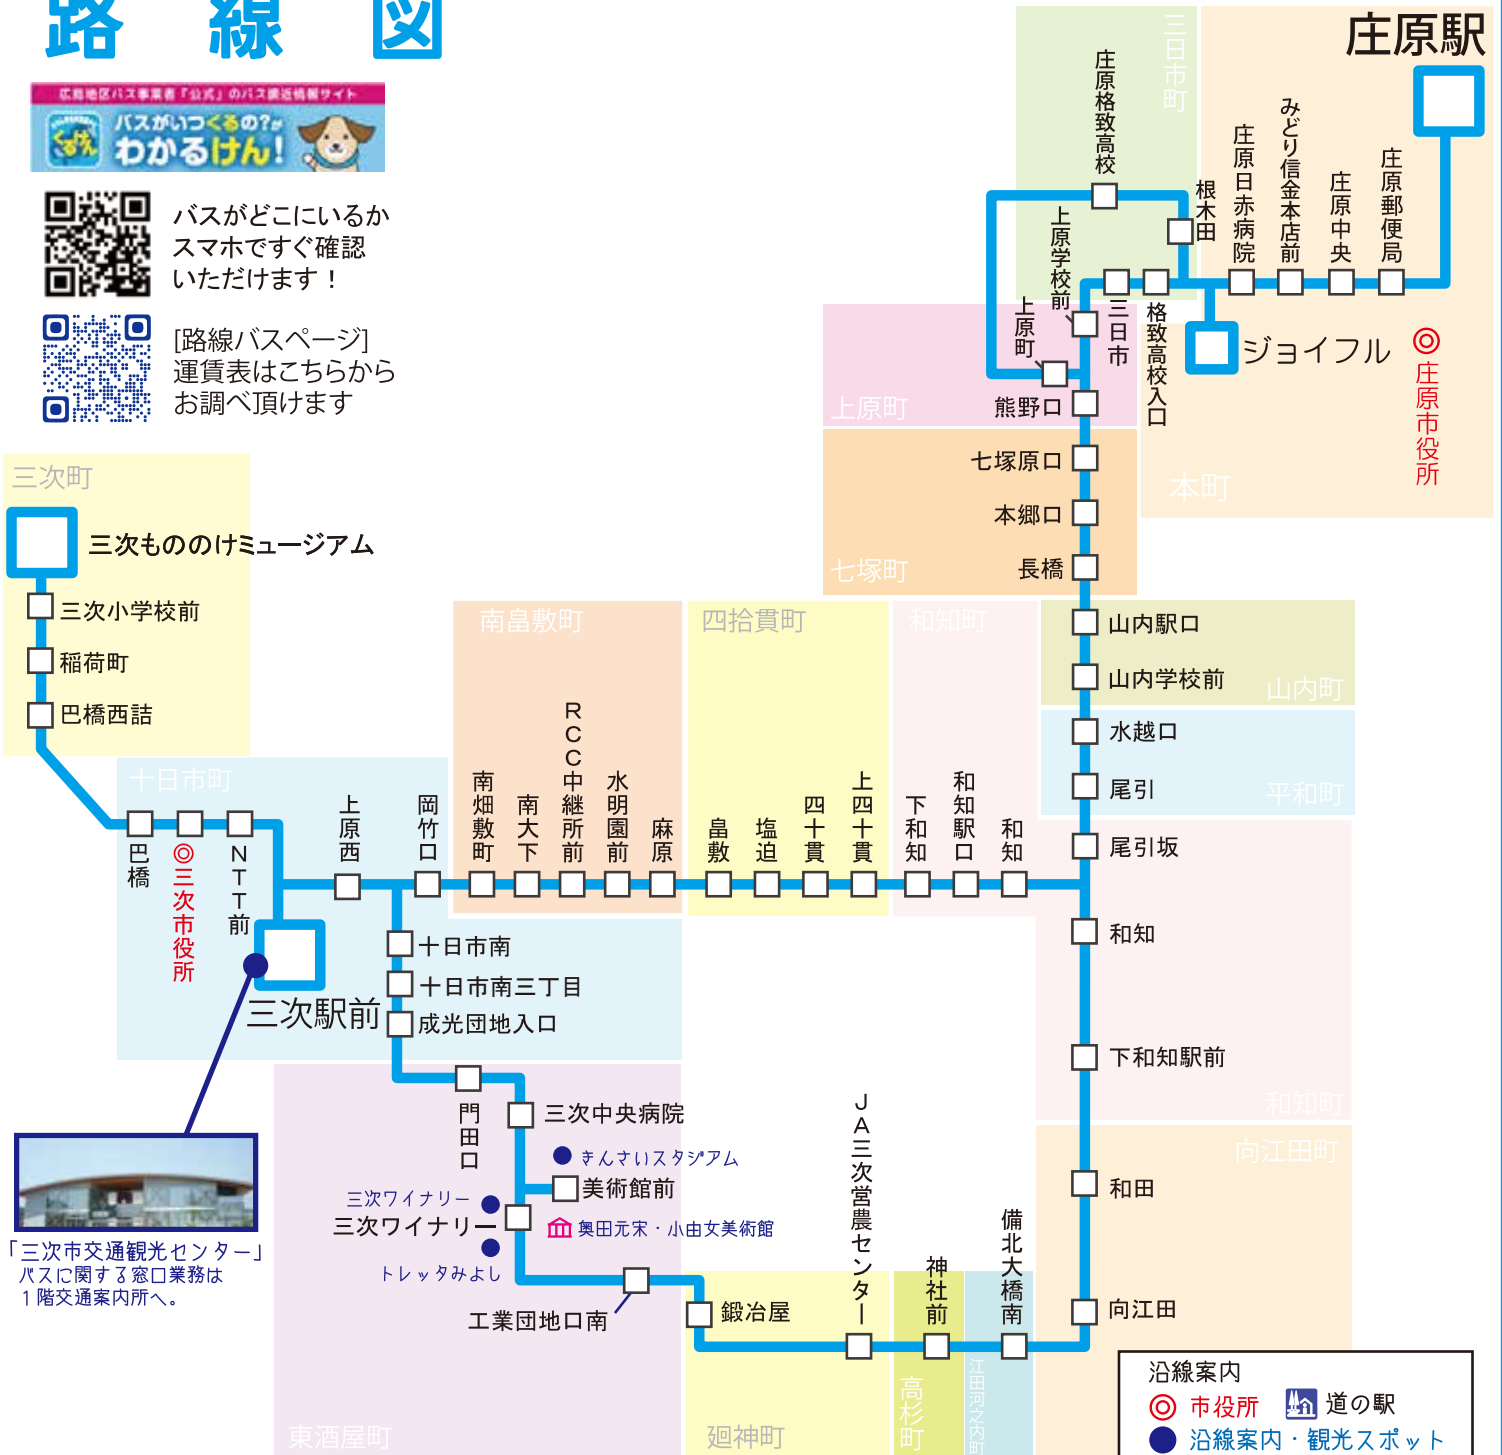 路線図
広島地区バス事業者「公式」のバス接近情報サイト
くるけん
バスがいつくるの?が
わかるけん!
バスがどこにいるか
スマホですぐ確認
いただけます！
[路線バスページ]
運賃表はこちらから
お調べ頂けます
三日市町
庄原駅
庄原格致高校
根木田
庄原日赤病院
みどり信金本店前
庄原中央
庄原郵便局
上原学校前
上原町
三日市
格致高校入口
ジョイフル
◎庄原市役所
本町
上原町
熊野口
七塚原口
本郷口
長橋
七塚町
三次町
三次もののけミュージアム
三次小学校前
稲荷町
巴橋西詰
南畠敷町
四拾貫町
和知町
山内駅口
山内学校前
山内町
水越口
尾引
平和町
尾引坂
十日市町
巴橋
◎三次市役所
NTT前
上原西
岡竹口
南畑敷町
南大下
RCC中継所前
水明園前
麻原
畠敷
塩迫
四十貫
上四十貫
下和知
和知駅口
和知
和知
三次駅前
十日市南
十日市南三丁目
成光団地入口
下和知駅前
和知町
向江田町
門田口
三次中央病院
きんさいスタジアム
美術館前
三次ワイナリー
三次ワイナリー
奥田元宋・小由女美術館
トレッタみよし
工業団地口南
鍛冶屋
JA三次営農センター
神社前
備北大橋南
和田
向江田
「三次市交通観光センター」
バスに関する窓口業務は
1階交通案内所へ。
東酒屋町
廻神町
高杉町
江田河之内町
沿線案内
◎ 市役所
道の駅
沿線案内・観光スポット